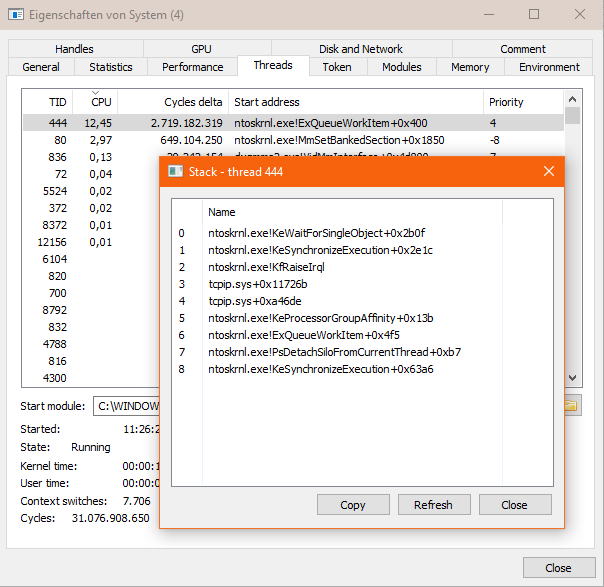 Eigenschaften von System (4)
Handles GPU Disk and Network Comment
General Statistics Performance Threads Token Modules Memory Environment
TID CPU Cycles delta Start address Priority
444 12,45 2.719.182.319 ntoskrnl.exe!ExQueueWorkItem+0x400 4
80 2,97 649.104.250 ntoskrnl.exe!MmSetBankedSection+0x1850 -8
836 0,13
72 0,04
5524 0,02
372 0,02
8372 0,01
12156 0,01
6104
820
700
8792
832
4788
816
4300
Start module: C:\WINDOW
Started: 11:26:2
State: Running
Kernel time: 00:00:1
User time: 00:00:0
Context switches: 7.706
Cycles: 31.076.908.650
Close
Stack - thread 444
Name
0 ntoskrnl.exe!KeWaitForSingleObject+0x2b0f
1 ntoskrnl.exe!KeSynchronizeExecution+0x2e1c
2 ntoskrnl.exe!KfRaiseIrql
3 tcpip.sys+0x11726b
4 tcpip.sys+0xa46de
5 ntoskrnl.exe!KeProcessorGroupAffinity+0x13b
6 ntoskrnl.exe!ExQueueWorkItem+0x4f5
7 ntoskrnl.exe!PsDetachSiloFromCurrentThread+0xb7
8 ntoskrnl.exe!KeSynchronizeExecution+0x63a6
Copy Refresh Close